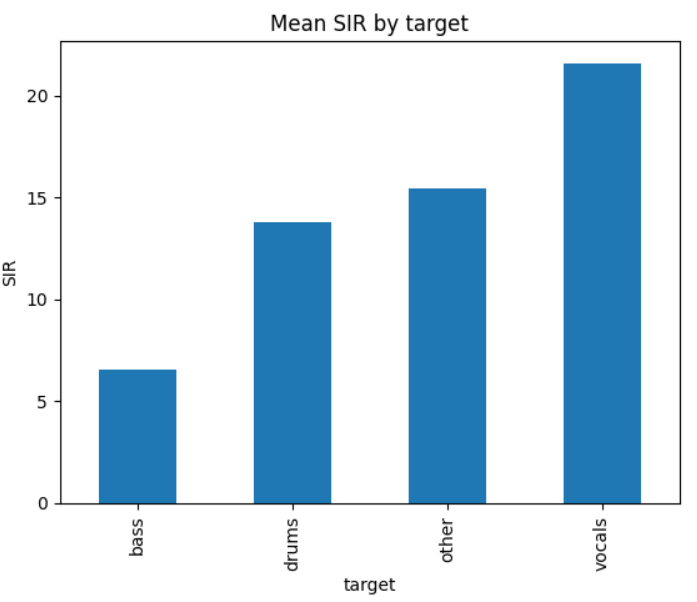 Mean SIR by target
SIR
20
15
10
5
0
bass
drums
other
vocals
target